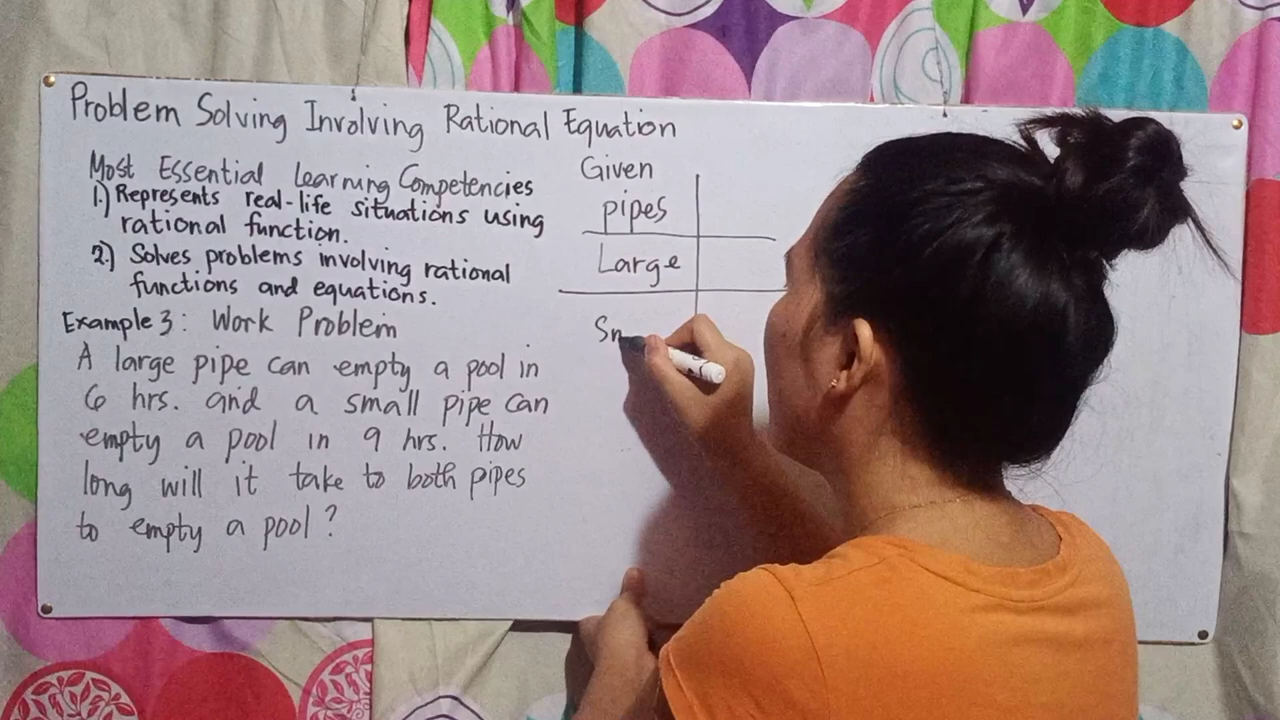 Problem Solving Involving Rational Equation
Most Essential Learning Competencies
1.) Represents real-life situations using
rational function.
2.) Solves problems involving rational
functions and equations.
Example 3: Work Problem
A large pipe can empty a pool in
6 hrs. and a small pipe can
empty a pool in 9 hrs. How
long will it take to both pipes
to empty a pool?
Given
pipes
Large
Sm